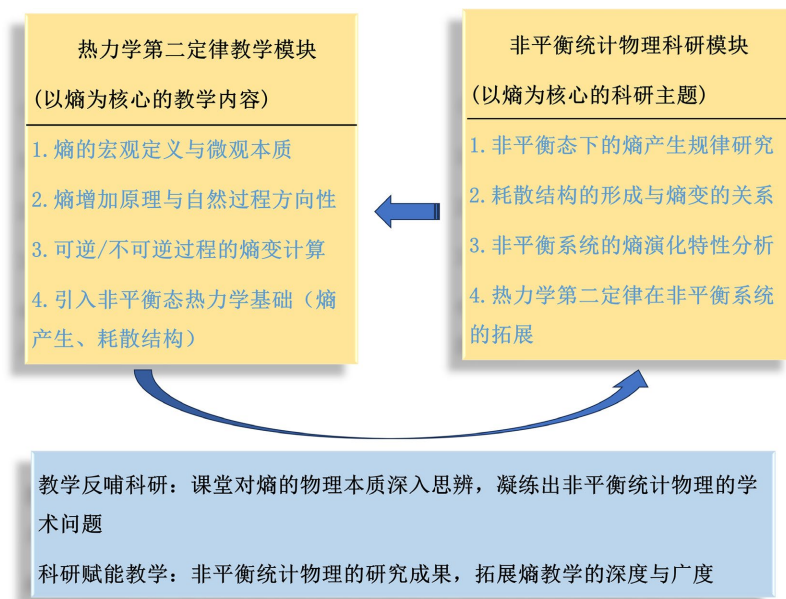 热力学第二定律教学模块
(以熵为核心的教学内容)
1.熵的宏观定义与微观本质
2.熵增加原理与自然过程方向性
3.可逆/不可逆过程的熵变计算
4.引入非平衡态热力学基础（熵
产生、耗散结构）
非平衡统计物理科研模块
(以熵为核心的科研主题)
1.非平衡态下的熵产生规律研究
2.耗散结构的形成与熵变的关系
3.非平衡系统的熵演化特性分析
4.热力学第二定律在非平衡系统
的拓展
教学反哺科研：课堂对熵的物理本质深入思辨，凝练出非平衡统计物理的学
术问题
科研赋能教学：非平衡统计物理的研究成果，拓展熵教学的深度与广度